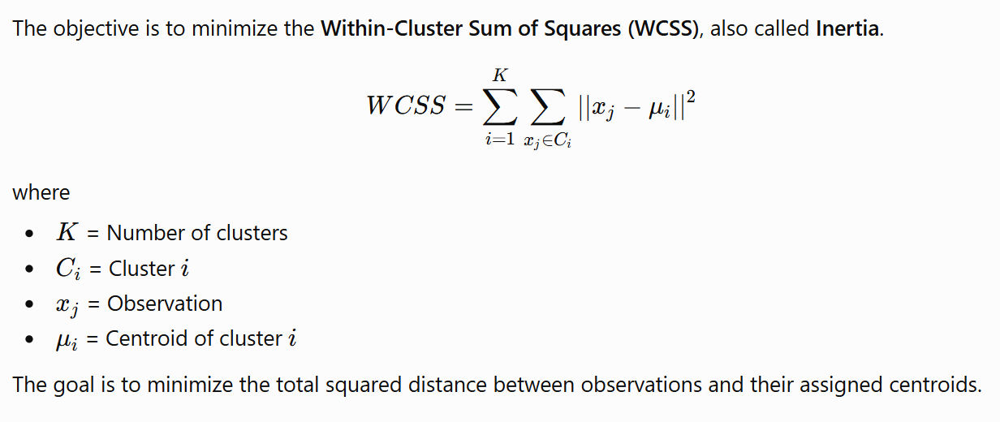 The objective is to minimize the Within-Cluster Sum of Squares (WCSS), also called Inertia.
WCSS = \sum_{i=1}^{K} \sum_{x_j \in C_i} ||x_j − μ_i||^2
where
• K = Number of clusters
• C_i = Cluster i
• x_j = Observation
• μ_i = Centroid of cluster i
The goal is to minimize the total squared distance between observations and their assigned centroids.